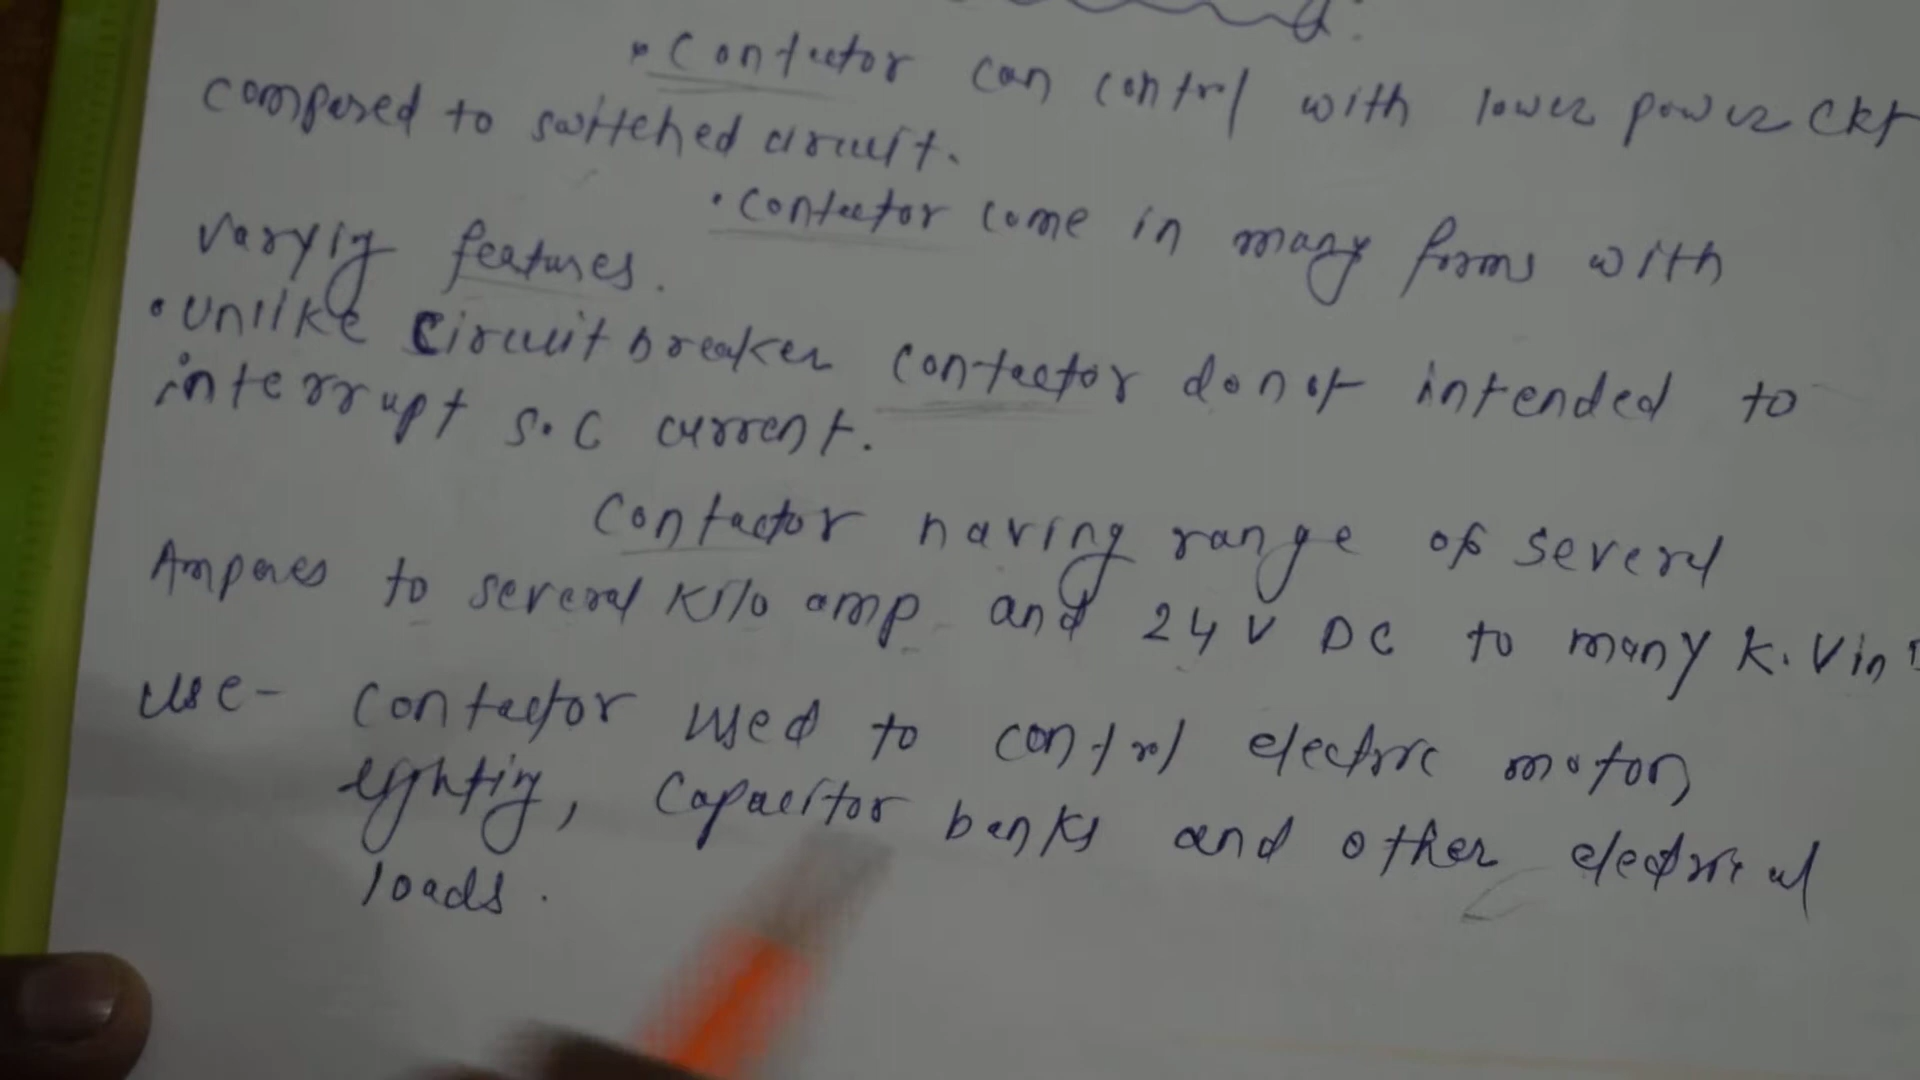 • Contactor can control with lower power ckt
compared to switched circuit.
• Contactor come in many forms with
varying features.
• Unlike circuit breaker contactor donot intended to
interrupt s.c current.
Contactor having range of several
Amperes to several Kilo amp and 24 V DC to many K.V in
Use - Contactor used to control electric motor,
lighting, Capacitor banks and other electrical
loads.